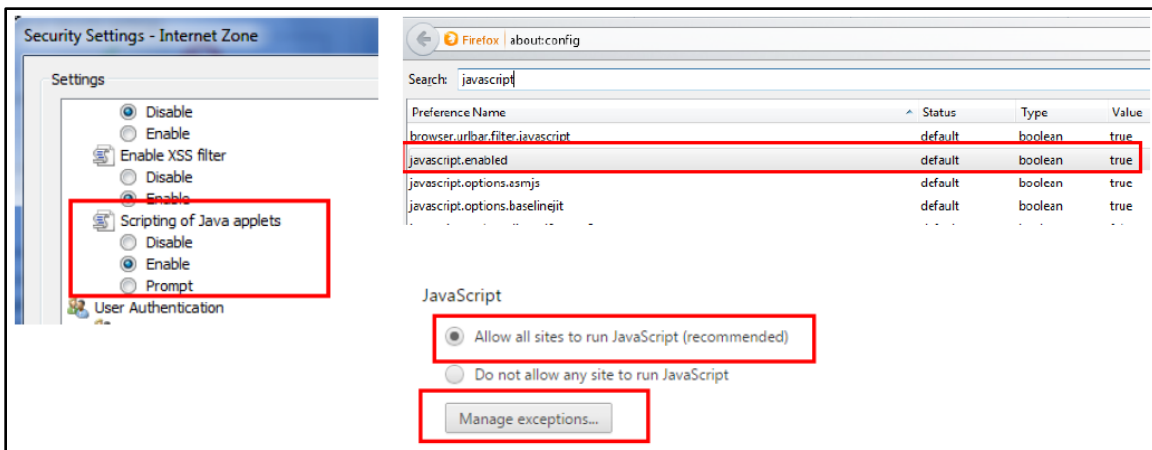 Security Settings - Internet Zone
Settings
Disable
Enable
Enable XSS filter
Disable
Enable
Scripting of Java applets
Disable
Enable
Prompt
User Authentication
Firefox about:config
Search: javascript
Preference Name Status Type Value
browser.urlbar.filter.javascript default boolean true
javascript.enabled default boolean true
javascript.options.asmjs default boolean true
javascript.options.baselinejit default boolean true
JavaScript
Allow all sites to run JavaScript (recommended)
Do not allow any site to run JavaScript
Manage exceptions...